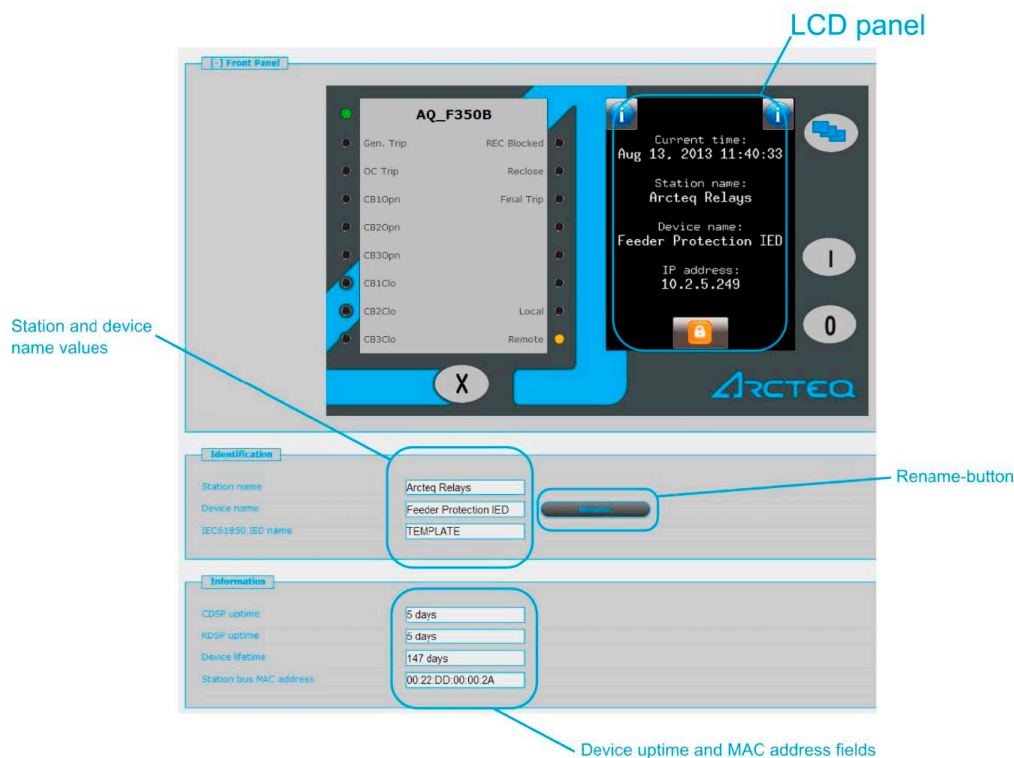 LCD panel
[-] Front Panel
AQ_F350B
Gen. Trip REC Blocked
OC Trip Reclose
CB1Opn Final Trip
CB2Opn
CB3Opn
CB1Clo
CB2Clo Local
CB3Clo Remote
X
i i
Current time:
Aug 13, 2013 11:40:33
Station name:
Arcteq Relays
Device name:
Feeder Protection IED
IP address:
10.2.5.249
I
0
ARCTEQ
Station and device
name values
Identification
Station name Arcteq Relays
Device name Feeder Protection IED Rename
IEC61850 IED name TEMPLATE
Rename-button
Information
CDSP uptime 5 days
RDSP uptime 5 days
Device lifetime 147 days
Station bus MAC address 00:22:DD:00:00:2A
Device uptime and MAC address fields